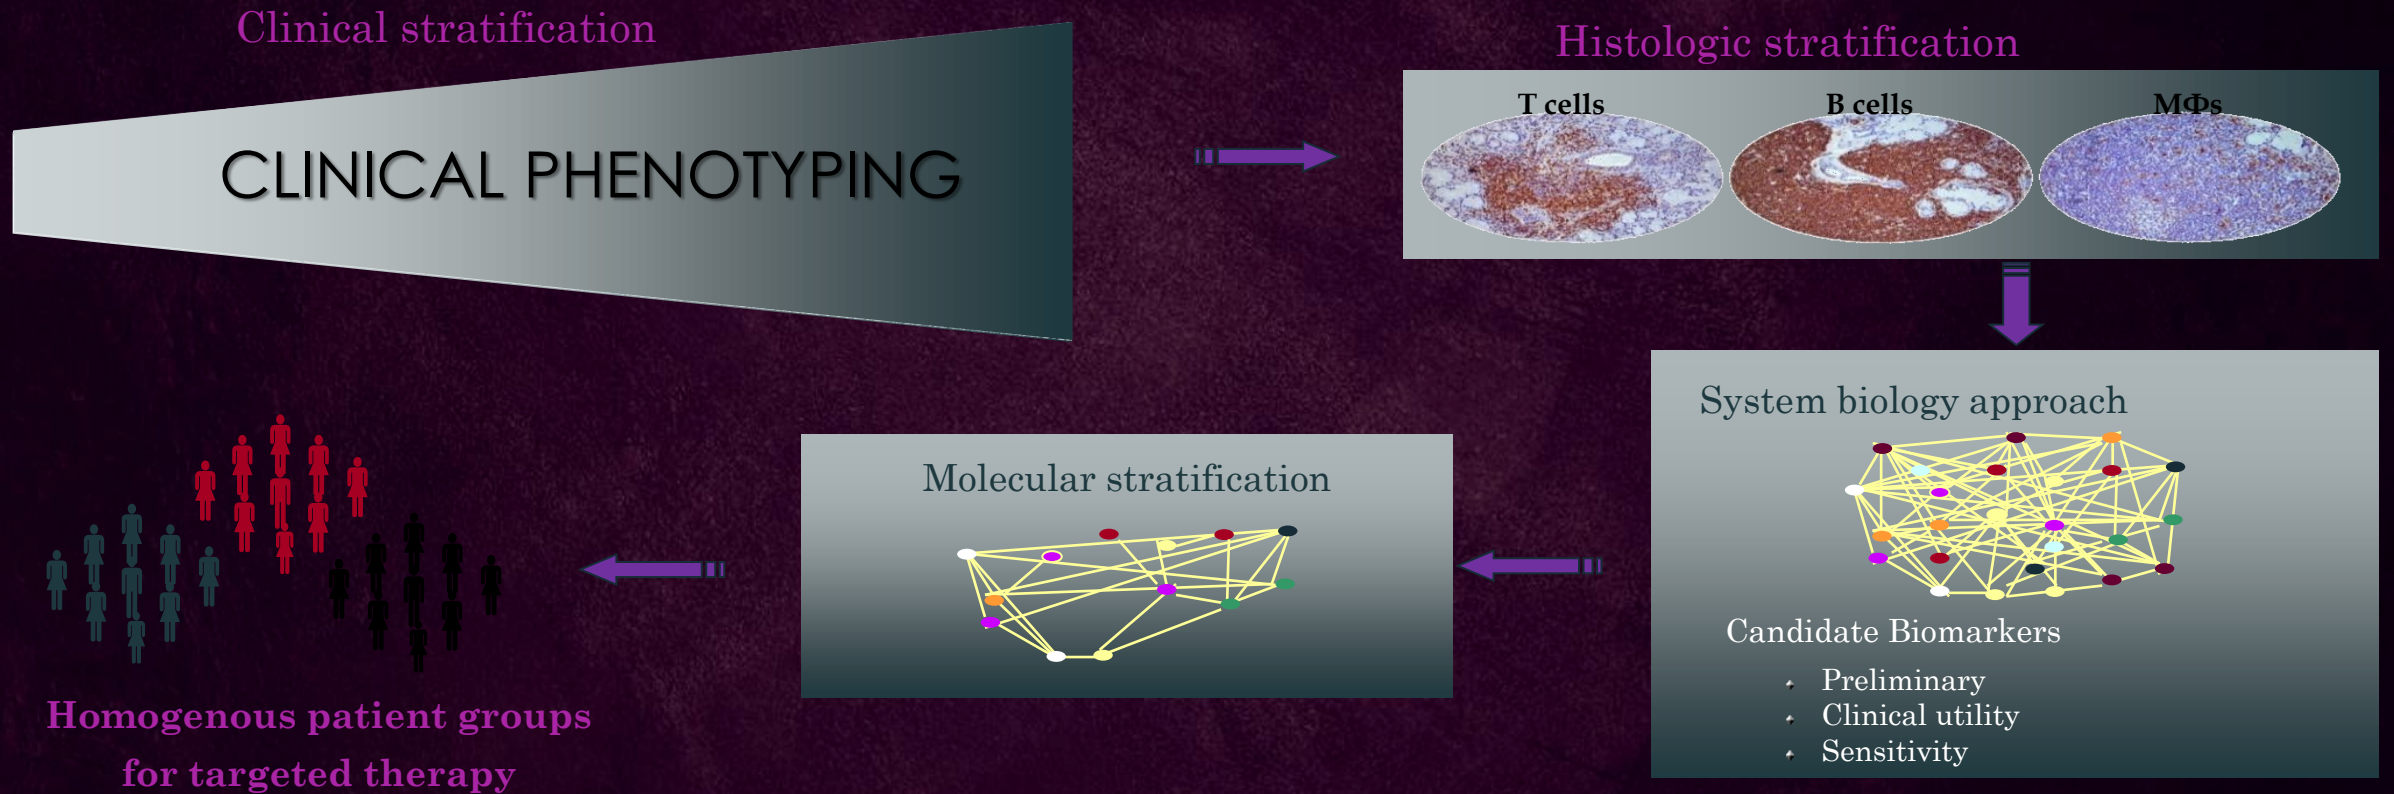 Clinical stratification
CLINICAL PHENOTYPING
Histologic stratification
T cells
B cells
MΦs
System biology approach
Candidate Biomarkers
Preliminary
Clinical utility
Sensitivity
Molecular stratification
Homogenous patient groups
for targeted therapy